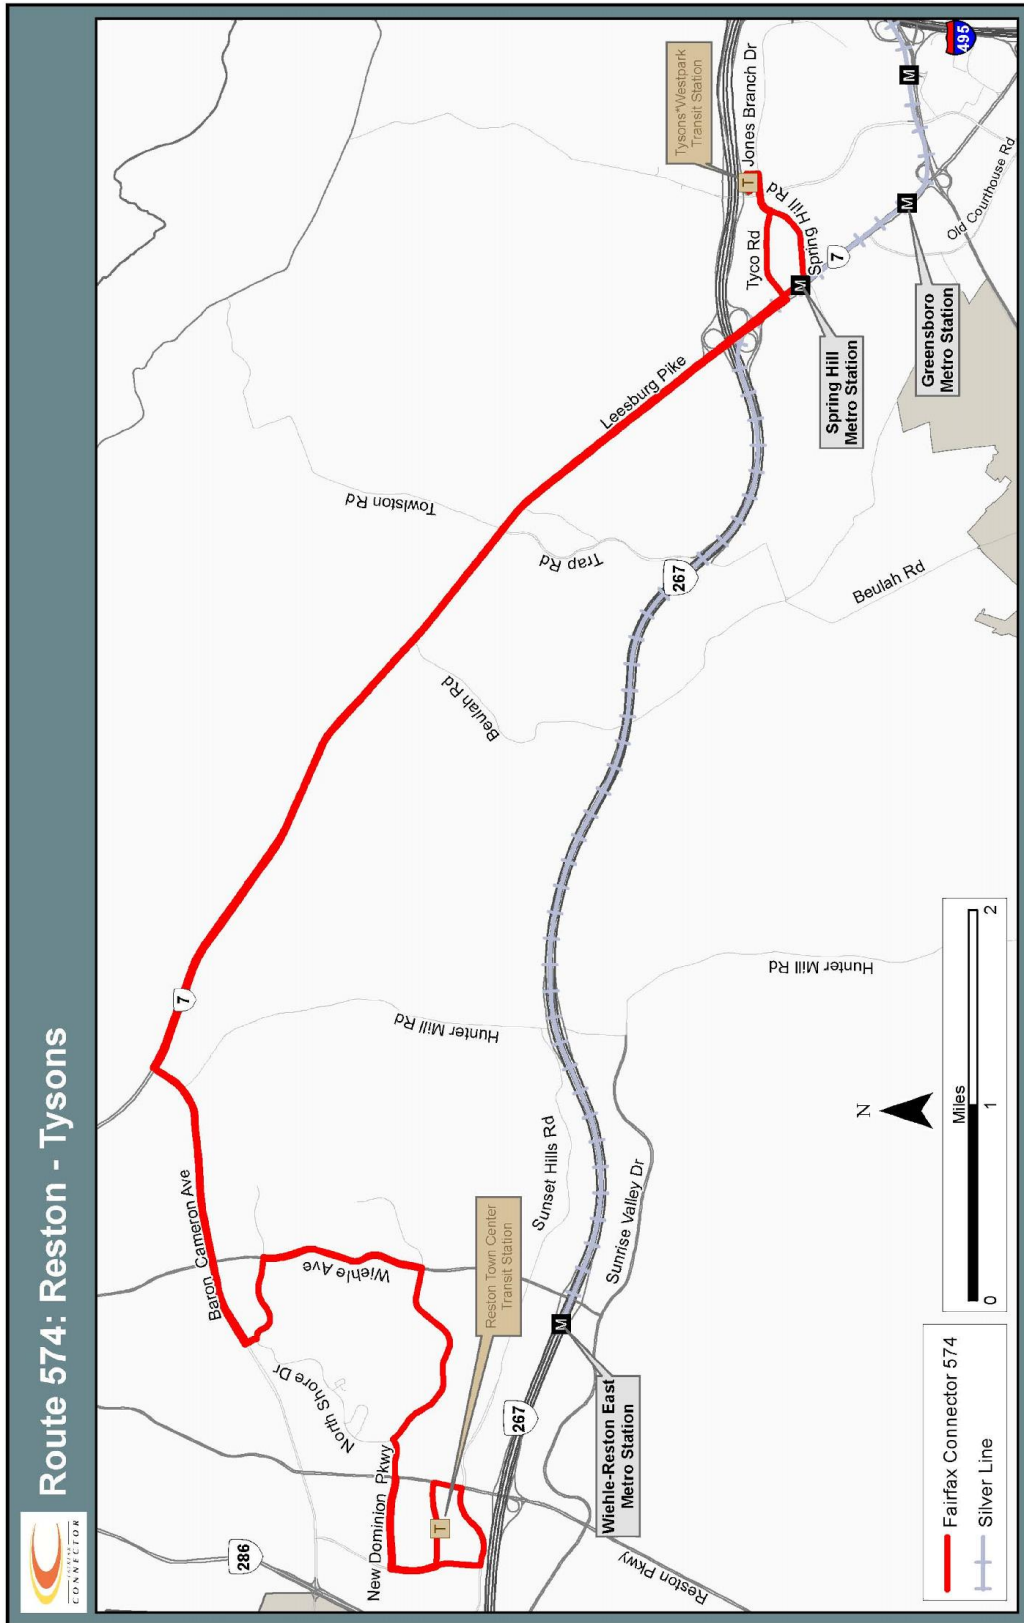 FAIRFAX
CONNECTOR
Route 574: Reston - Tysons
286
7
Baron Cameron Ave
North Shore Dr
Wiehle Ave
New Dominion Pkwy
Reston Town Center
Transit Station
T
267
Reston Pkwy
Wiehle-Reston East
Metro Station
M
Sunset Hills Rd
Sunrise Valley Dr
Hunter Mill Rd
Hunter Mill Rd
Beulah Rd
Towlston Rd
Trap Rd
267
Beulah Rd
Leesburg Pike
Tysons*Westpark
Transit Station
T
Jones Branch Dr
Tyco Rd
Spring Hill Rd
M
7
Spring Hill
Metro Station
M
Greensboro
Metro Station
Old Courthouse Rd
M
495
Fairfax Connector 574
Silver Line
N
Miles
0 1 2